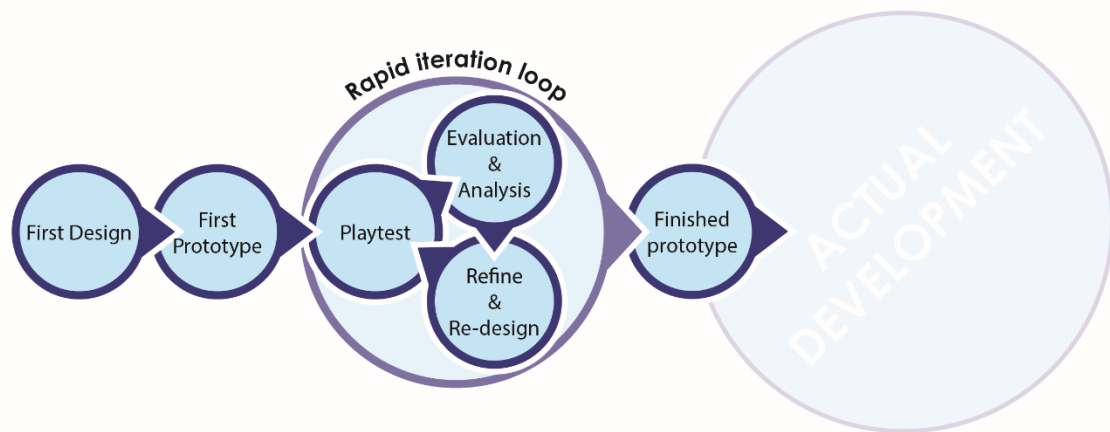 Rapid iteration loop
First Design
First
Prototype
Playtest
Evaluation
&
Analysis
Refine
&
Re-design
Finished
prototype
ACTUAL
DEVELOPMENT